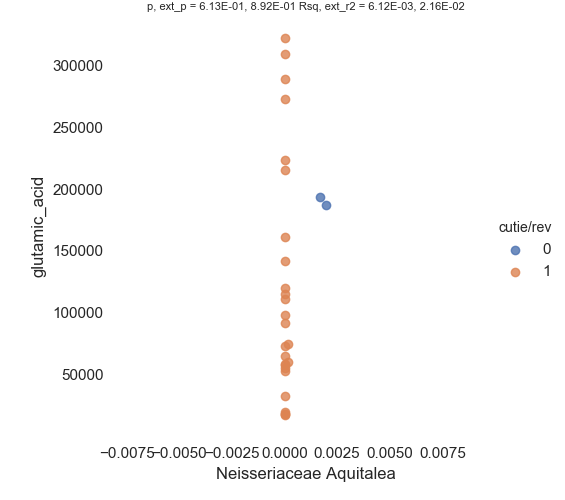 p, ext_p = 6.13E-01, 8.92E-01 Rsq, ext_r2 = 6.12E-03, 2.16E-02
300000
250000
200000
150000
100000
50000
glutamic_acid
cutie/rev
0
1
−0.0075−0.0050−0.0025 0.0000 0.0025 0.0050 0.0075
Neisseriaceae Aquitalea